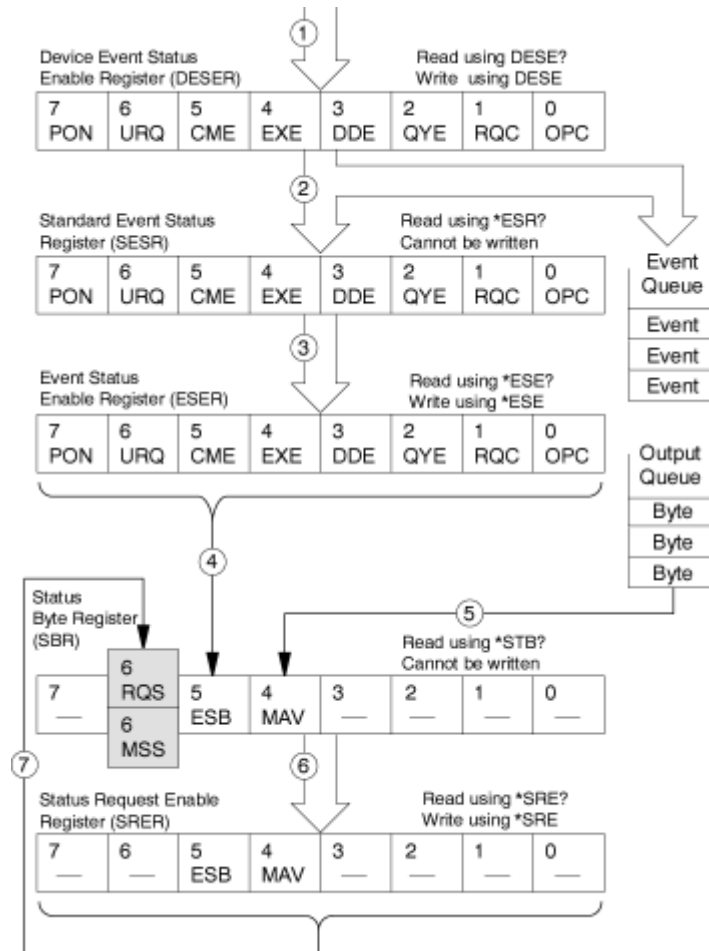 1
Device Event Status
Enable Register (DESER)
Read using DESE?
Write using DESE
7 6 5 4 3 2 1 0
PON URQ CME EXE DDE QYE RQC OPC
2
Standard Event Status
Register (SESR)
Read using *ESR?
Cannot be written
7 6 5 4 3 2 1 0
PON URQ CME EXE DDE QYE RQC OPC
Event
Queue
Event
Event
Event
3
Event Status
Enable Register (ESER)
Read using *ESE?
Write using *ESE
7 6 5 4 3 2 1 0
PON URQ CME EXE DDE QYE RQC OPC
Output
Queue
Byte
Byte
Byte
4
5
Status
Byte Register
(SBR)
Read using *STB?
Cannot be written
7 6 5 4 3 2 1 0
— RQS ESB MAV — — — —
6
MSS
7
6
Status Request Enable
Register (SRER)
Read using *SRE?
Write using *SRE
7 6 5 4 3 2 1 0
— — ESB MAV — — — —